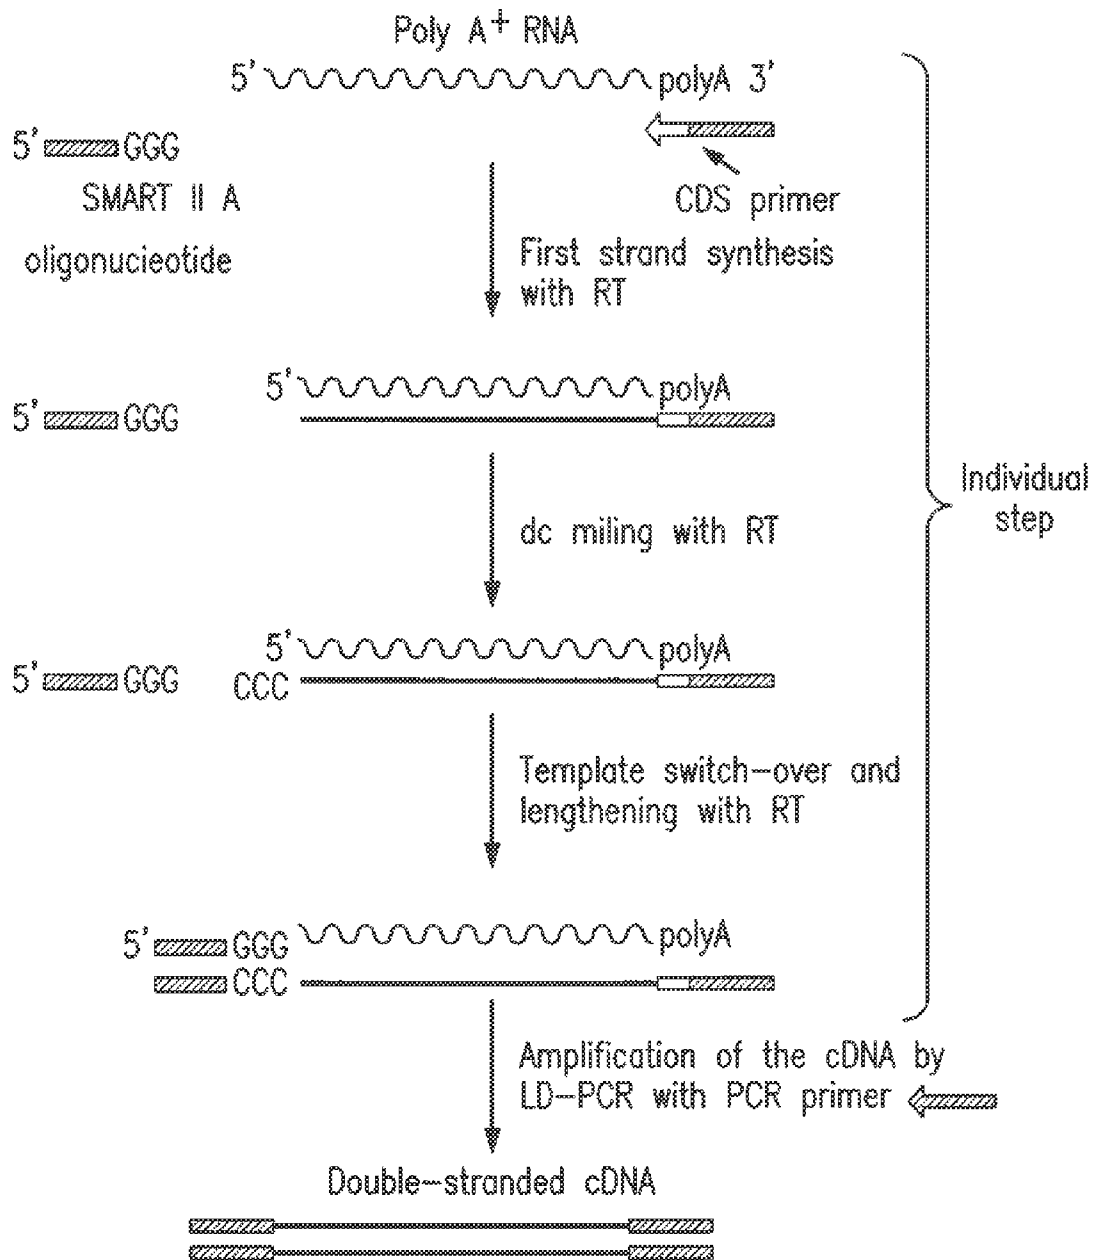 Poly A+ RNA
5' polyA 3'
5' GGG
SMART II A
oligonucieotide
CDS primer
First strand synthesis
with RT
5' polyA
5' GGG
dc miling with RT
Individual
step
5' polyA
5' GGG CCC
Template switch-over and
lengthening with RT
5' GGG polyA
CCC
Amplification of the cDNA by
LD-PCR with PCR primer
Double-stranded cDNA